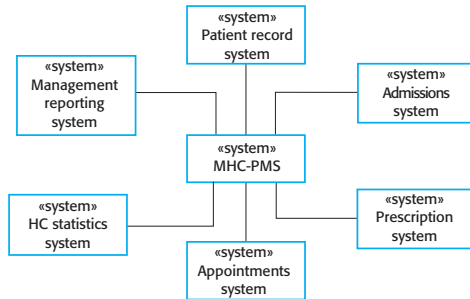 «system»
Patient record
system
«system»
Management
reporting
system
«system»
Admissions
system
«system»
MHC-PMS
«system»
HC statistics
system
«system»
Prescription
system
«system»
Appointments
system